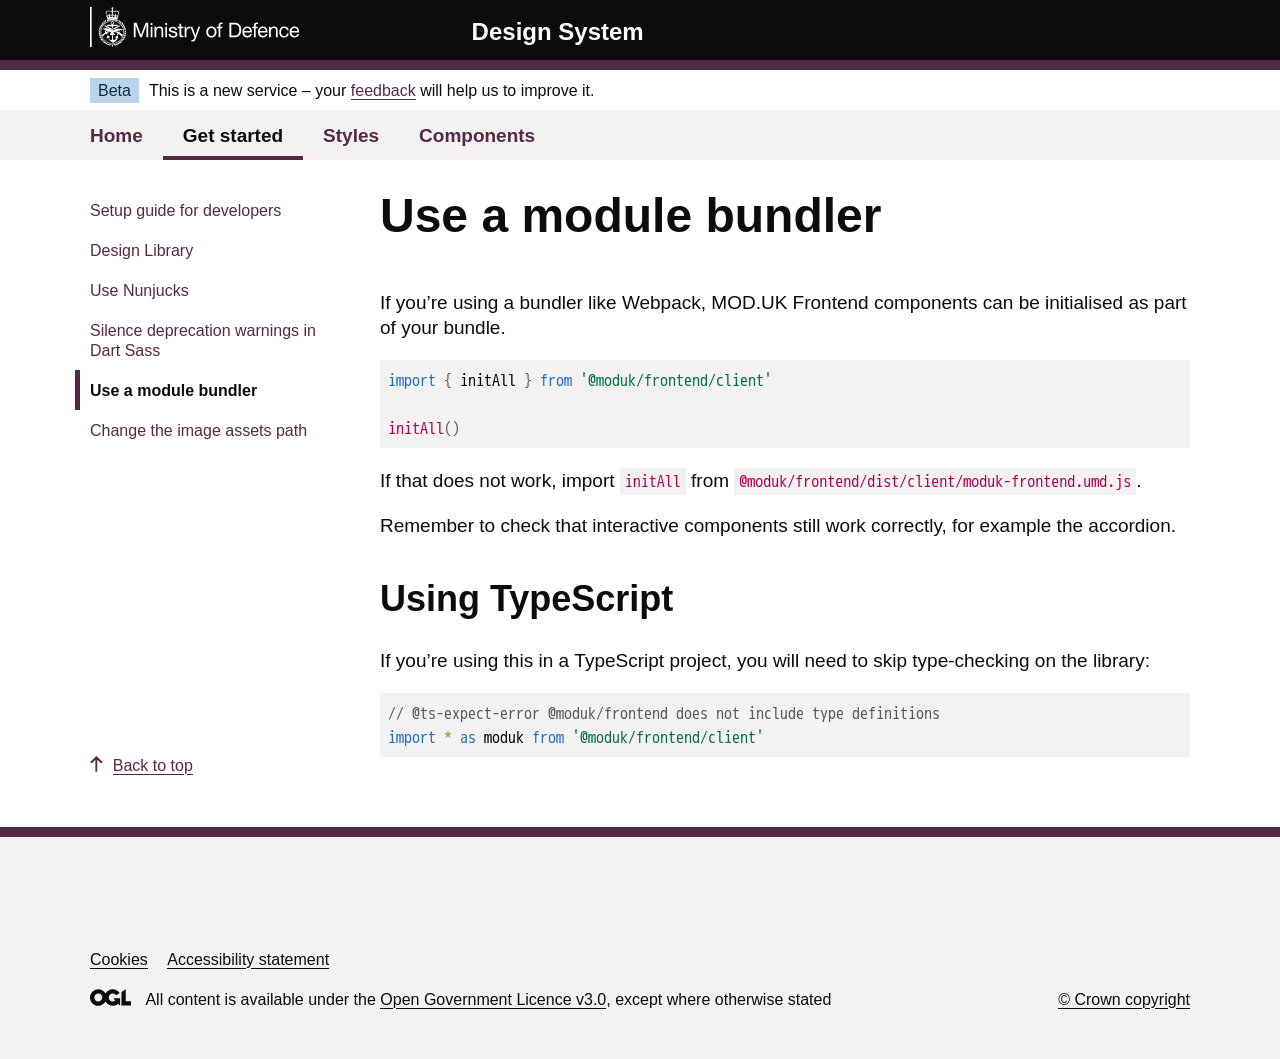 Ministry of Defence
Design System
Beta This is a new service – your feedback will help us to improve it.
Home Get started Styles Components
Setup guide for developers
Design Library
Use Nunjucks
Silence deprecation warnings in
Dart Sass
Use a module bundler
Change the image assets path
Use a module bundler
If you’re using a bundler like Webpack, MOD.UK Frontend components can be initialised as part
of your bundle.
import { initAll } from '@moduk/frontend/client'
initAll()
If that does not work, import initAll from @moduk/frontend/dist/client/moduk-frontend.umd.js.
Remember to check that interactive components still work correctly, for example the accordion.
Using TypeScript
If you’re using this in a TypeScript project, you will need to skip type-checking on the library:
// @ts-expect-error @moduk/frontend does not include type definitions
import * as moduk from '@moduk/frontend/client'
Back to top
Cookies Accessibility statement
OGL All content is available under the Open Government Licence v3.0, except where otherwise stated
© Crown copyright